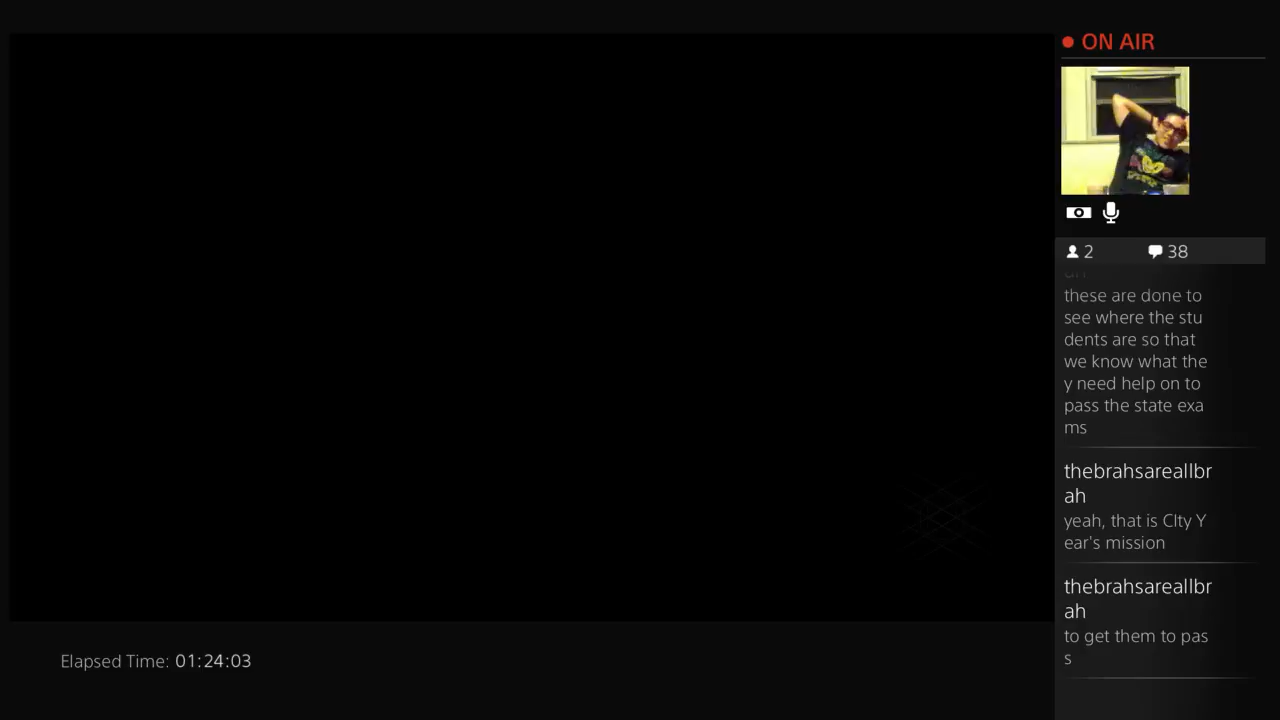 ON AIR
2 38
these are done to
see where the stu
dents are so that
we know what the
y need help on to
pass the state exa
ms
thebrahsareallbr
ah
yeah, that is CIty Y
ear's mission
thebrahsareallbr
ah
to get them to pas
s
Elapsed Time: 01:24:03